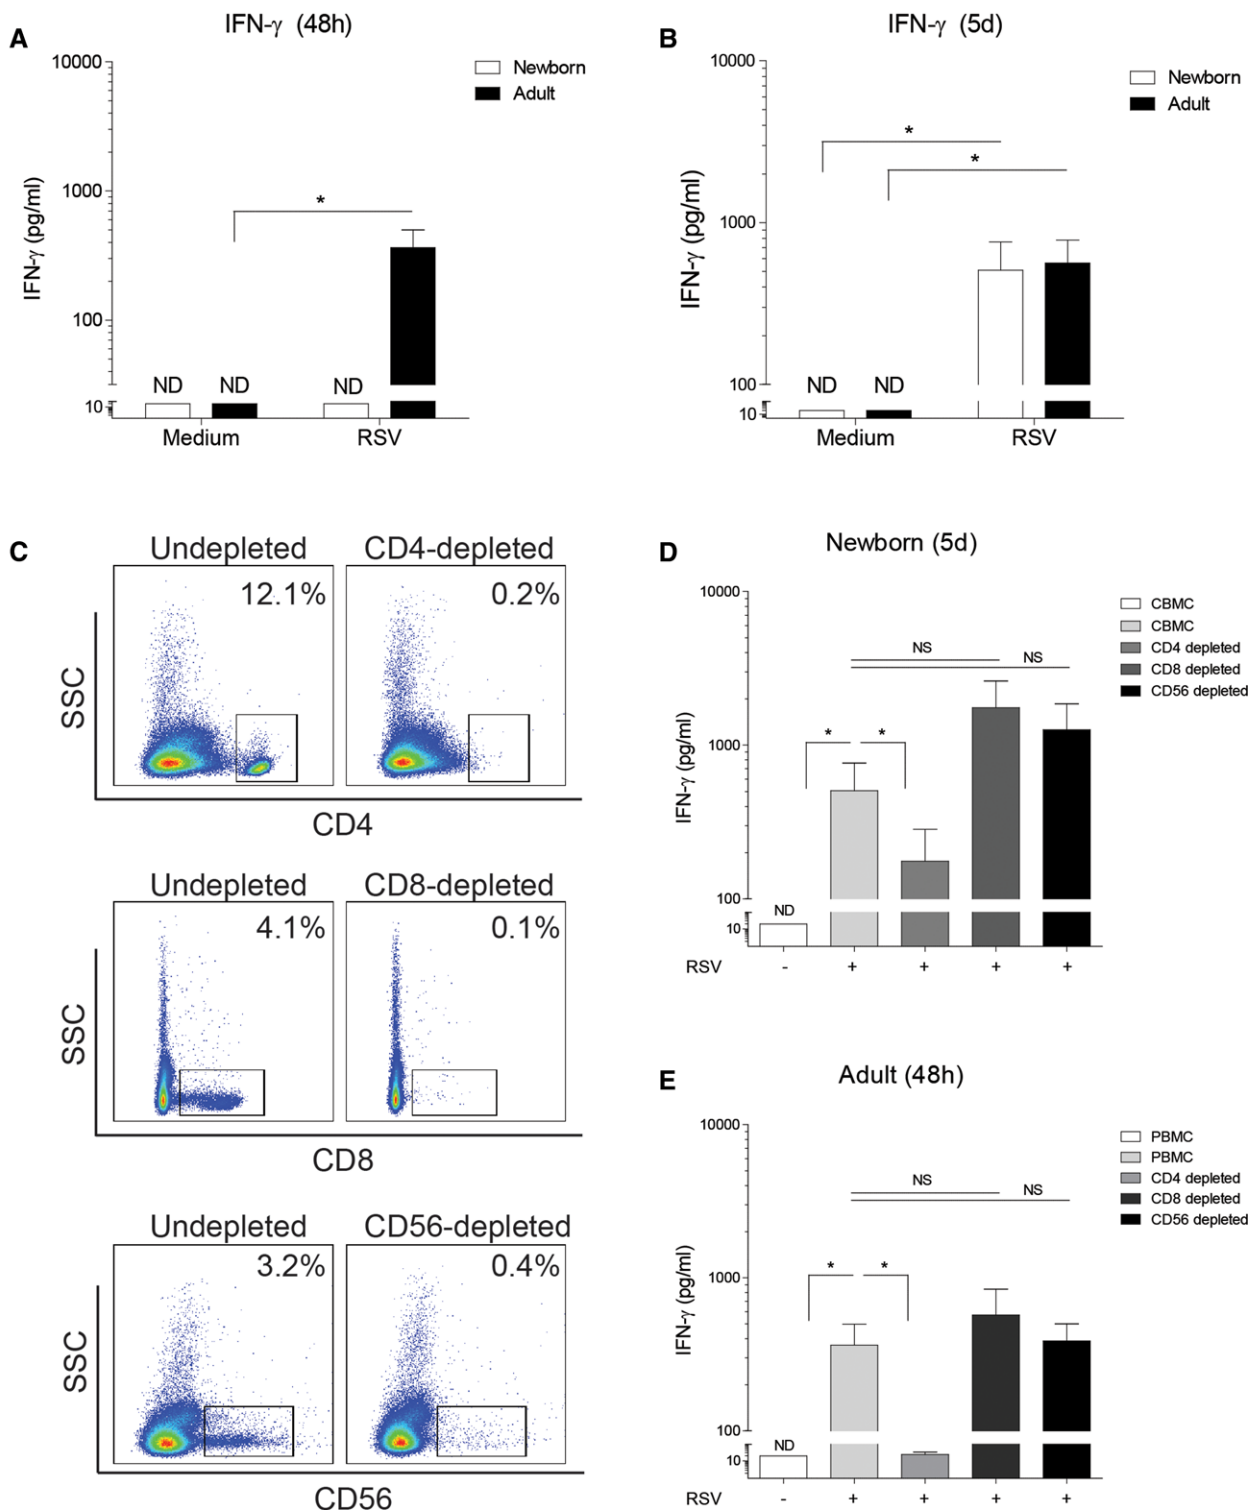 A
IFN-γ (48h)
IFN-γ (pg/ml)
10000
1000
100
10
Newborn
Adult
*
ND
ND
ND
Medium
RSV
B
IFN-γ (5d)
IFN-γ (pg/ml)
10000
1000
100
10
Newborn
Adult
*
*
ND
ND
Medium
RSV
C
Undepleted
CD4-depleted
12.1%
0.2%
SSC
CD4
Undepleted
CD8-depleted
4.1%
0.1%
SSC
CD8
Undepleted
CD56-depleted
3.2%
0.4%
SSC
CD56
D
Newborn (5d)
IFN-γ (pg/ml)
10000
1000
100
10
CBMC
CBMC
CD4 depleted
CD8 depleted
CD56 depleted
NS
NS
*
*
ND
RSV - + + + +
E
Adult (48h)
IFN-γ (pg/ml)
10000
1000
100
10
PBMC
PBMC
CD4 depleted
CD8 depleted
CD56 depleted
NS
NS
*
*
ND
RSV - + + + +